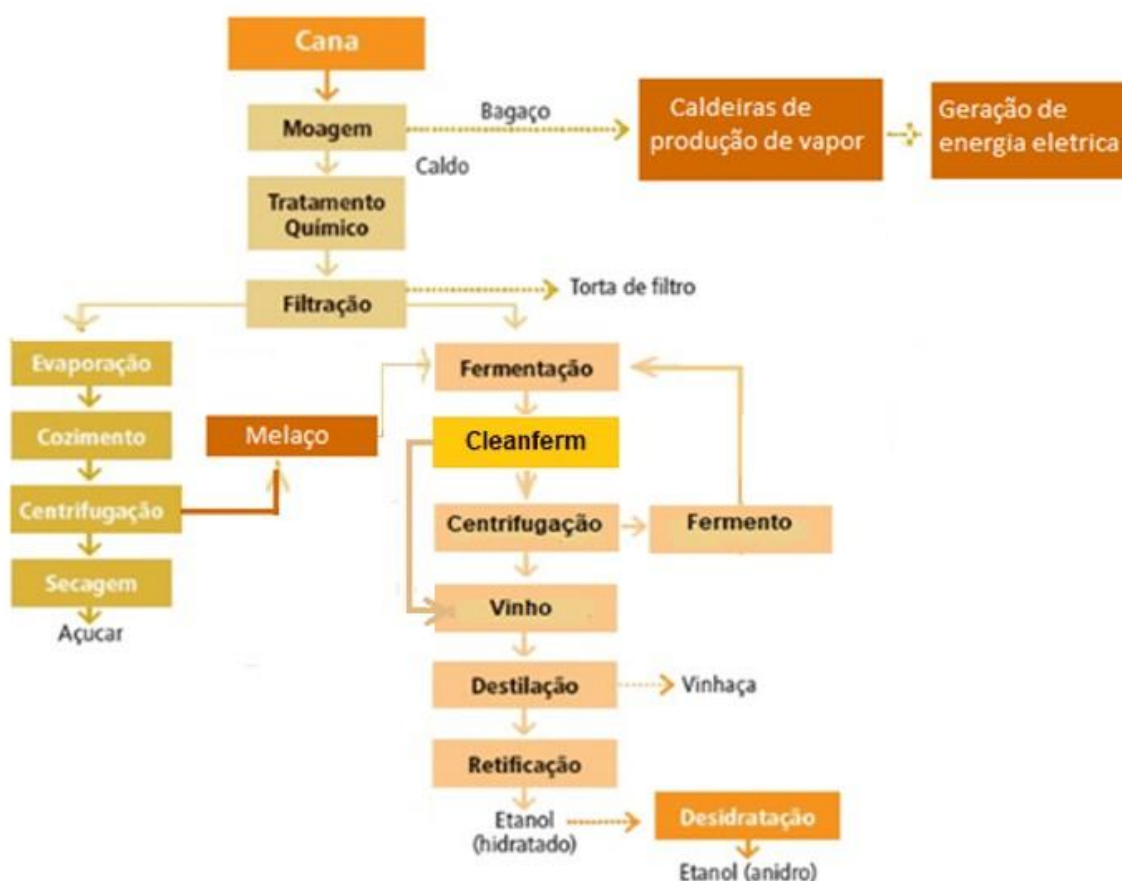 Cana
Moagem
Bagaço
Caldeiras de
produção de vapor
Geração de
energia eletrica
Caldo
Tratamento
Químico
Filtração
Torta de filtro
Evaporação
Fermentação
Cozimento
Melaço
Cleanferm
Centrifugação
Centrifugação
Fermento
Secagem
Vinho
Açucar
Destilação
Vinhaça
Retificação
Etanol
(hidratado)
Desidratação
Etanol (anidro)